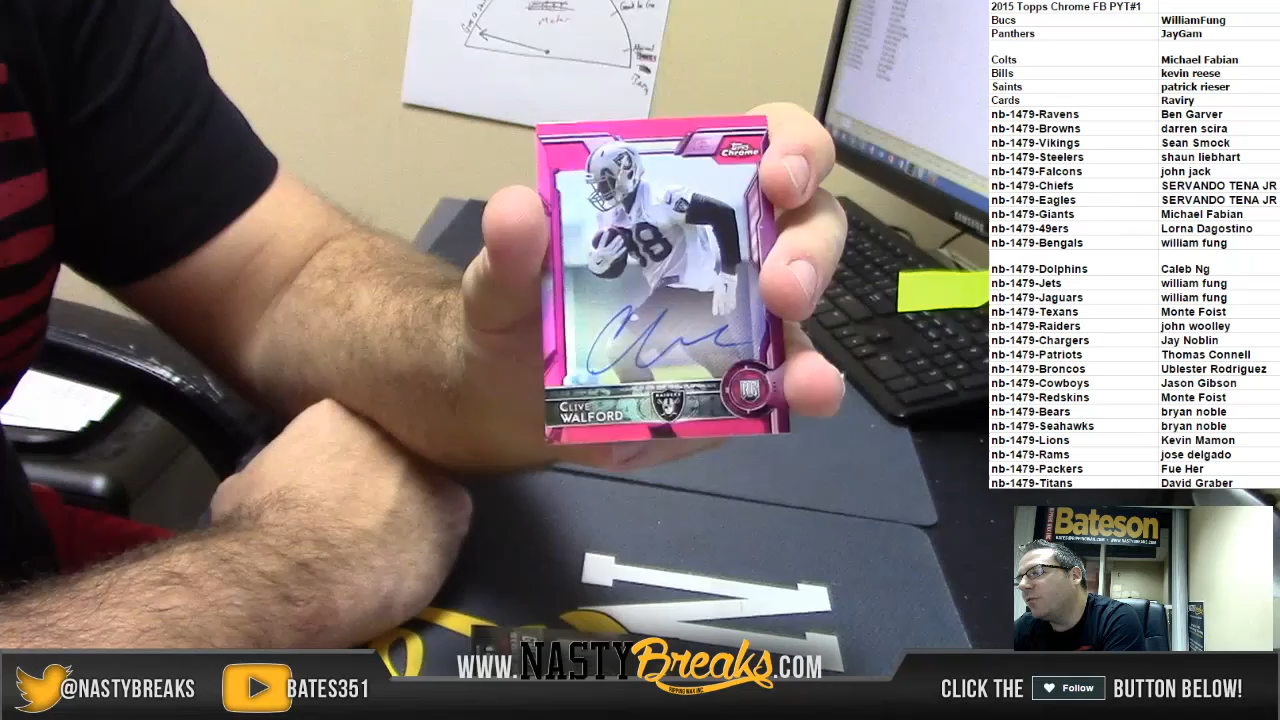 2015 Topps Chrome FB PYT#1
Bucs WilliamFung
Panthers JayGam
Colts Michael Fabian
Bills kevin reese
Saints patrick rieser
Cards Raviry
nb-1479-Ravens Ben Garver
nb-1479-Browns darren scira
nb-1479-Vikings Sean Smock
nb-1479-Steelers shaun liebhart
nb-1479-Falcons john jack
nb-1479-Chiefs SERVANDO TENA JR
nb-1479-Eagles SERVANDO TENA JR
nb-1479-Giants Michael Fabian
nb-1479-49ers Lorna Dagostino
nb-1479-Bengals william fung
nb-1479-Dolphins Caleb Ng
nb-1479-Jets william fung
nb-1479-Jaguars william fung
nb-1479-Texans Monte Foist
nb-1479-Raiders john woolley
nb-1479-Chargers Jay Noblin
nb-1479-Patriots Thomas Connell
nb-1479-Broncos Ublester Rodriguez
nb-1479-Cowboys Jason Gibson
nb-1479-Redskins Monte Foist
nb-1479-Bears bryan noble
nb-1479-Seahawks bryan noble
nb-1479-Lions Kevin Mamon
nb-1479-Rams jose delgado
nb-1479-Packers Fue Her
nb-1479-Titans David Graber
Topps
Chrome
88
CLIVE
WALFORD
RAIDERS
RC
SAMSUNG
Bateson
WWW.NASTYBreaks.COM
RIPPING WAX INC.
@NASTYBREAKS
BATES351
CLICK THE Follow BUTTON BELOW!